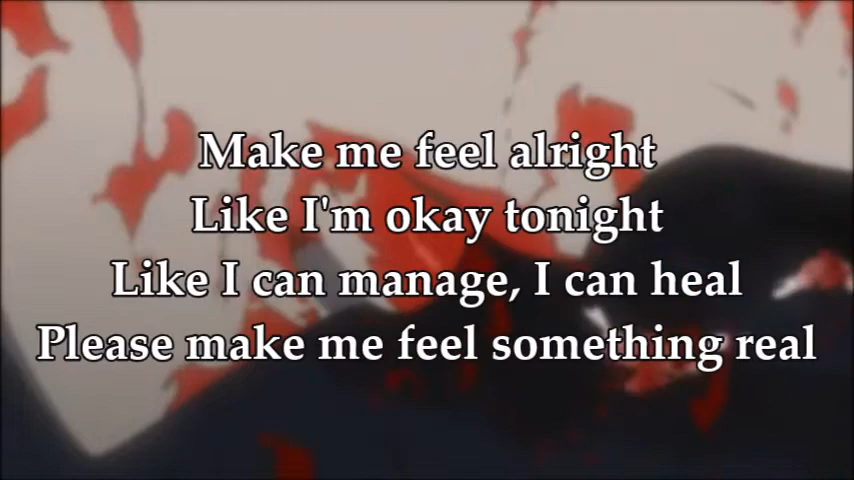 Make me feel alright
Like I'm okay tonight
Like I can manage, I can heal
Please make me feel something real